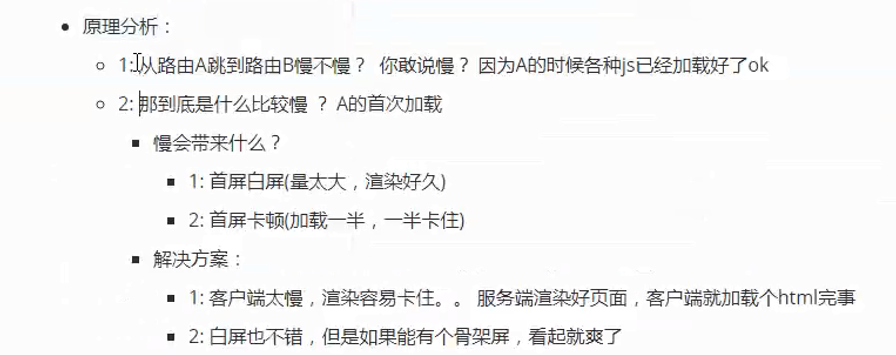 原理分析：
1: 从路由A跳到路由B慢不慢？ 你敢说慢？ 因为A的时候各种js已经加载好了ok
2: 那到底是什么比较慢 ？ A的首次加载
慢会带来什么？
1: 首屏白屏(量太大，渲染好久)
2: 首屏卡顿(加载一半，一半卡住)
解决方案：
1: 客户端太慢，渲染容易卡住。。 服务端渲染好页面，客户端就加载个html完事
2: 白屏也不错，但是如果能有个骨架屏，看起就爽了